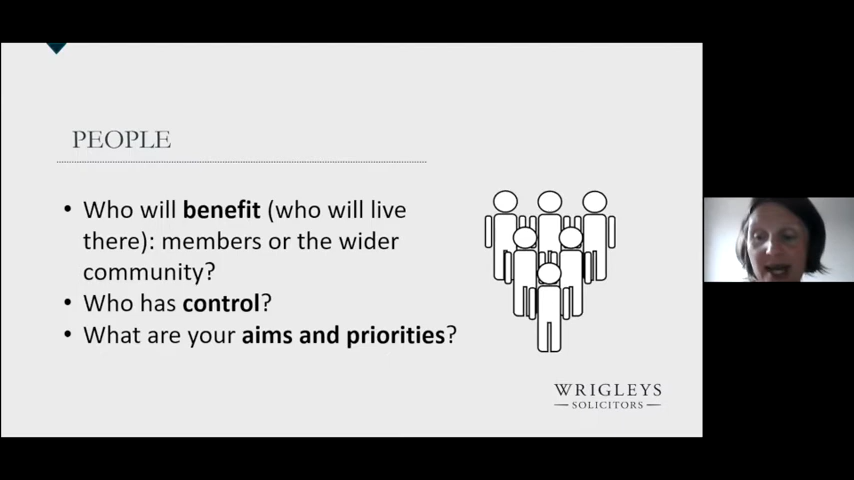 PEOPLE
• Who will benefit (who will live
there): members or the wider
community?
• Who has control?
• What are your aims and priorities?
WRIGLEYS
SOLICITORS